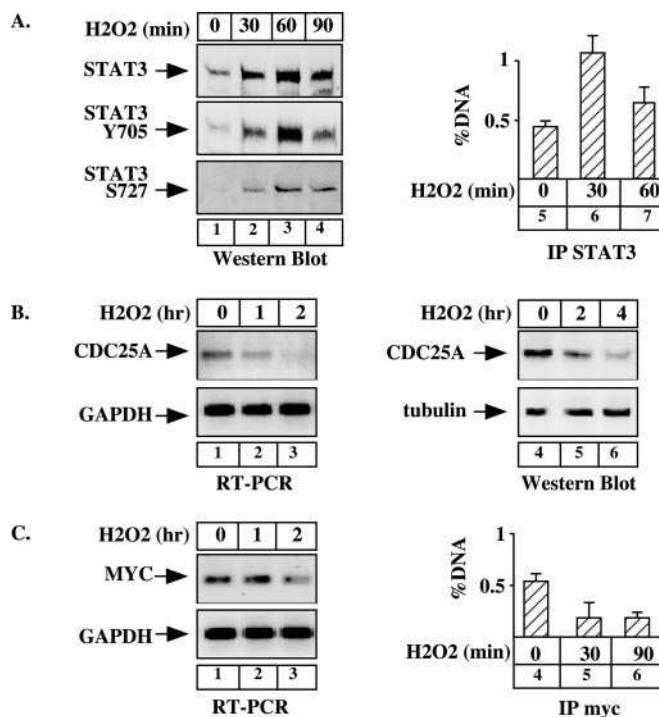 A.
H2O2 (min) 0 30 60 90
STAT3
STAT3
Y705
STAT3
S727
1 2 3 4
Western Blot
%DNA
1
0.5
H2O2 (min) 0 30 60
5 6 7
IP STAT3
B.
H2O2 (hr) 0 1 2
CDC25A
GAPDH
1 2 3
RT-PCR
H2O2 (hr) 0 2 4
CDC25A
tubulin
4 5 6
Western Blot
C.
H2O2 (hr) 0 1 2
MYC
GAPDH
1 2 3
RT-PCR
%DNA
1
0.5
H2O2 (min) 0 30 90
4 5 6
IP myc